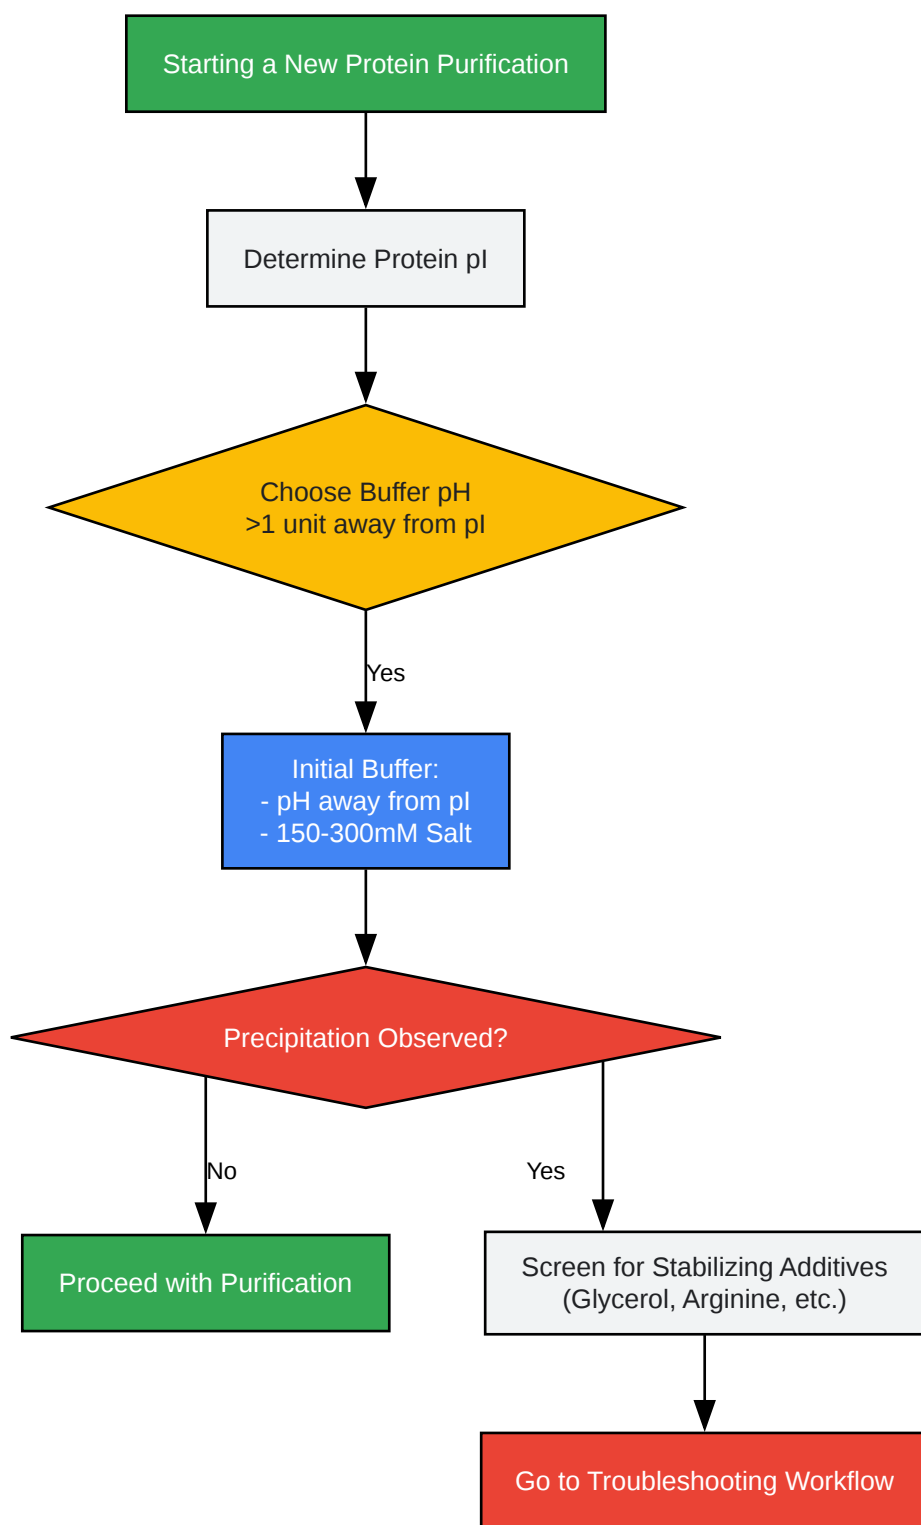 Starting a New Protein Purification
Determine Protein pI
Choose Buffer pH
>1 unit away from pI
Yes
Initial Buffer:
- pH away from pI
- 150-300mM Salt
Precipitation Observed?
No
Yes
Proceed with Purification
Screen for Stabilizing Additives
(Glycerol, Arginine, etc.)
Go to Troubleshooting Workflow